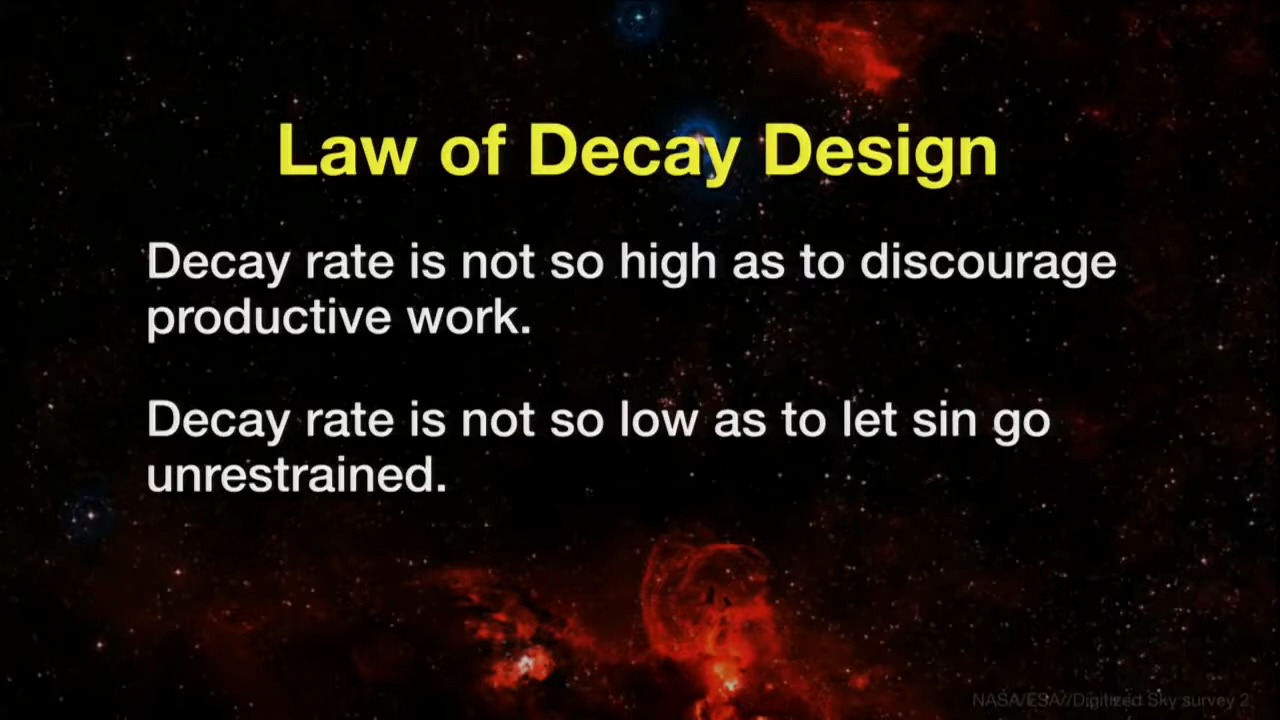 Law of Decay Design
Decay rate is not so high as to discourage
productive work.
Decay rate is not so low as to let sin go
unrestrained.
NASA/ESA//Digitized Sky survey 2